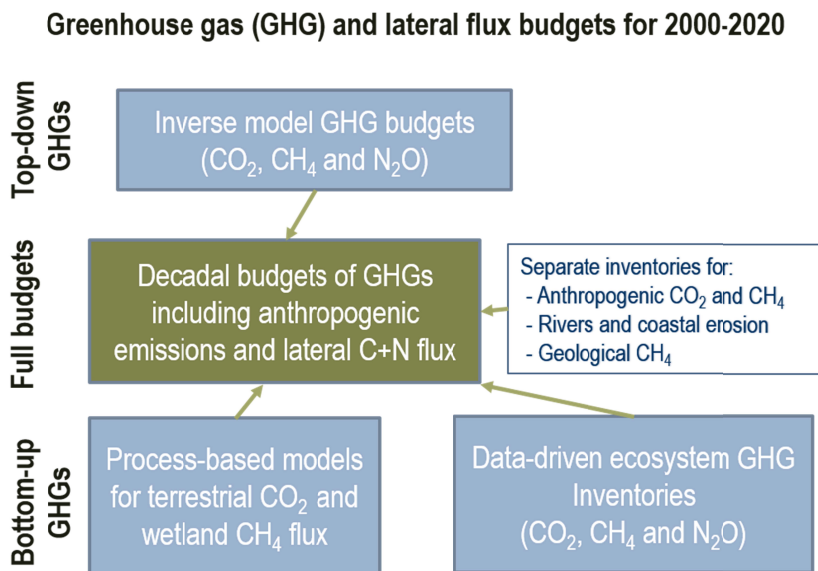 Greenhouse gas (GHG) and lateral flux budgets for 2000-2020
Top-down
GHGs
Inverse model GHG budgets
(CO₂, CH₄ and N₂O)
Full budgets
Decadal budgets of GHGs
including anthropogenic
emissions and lateral C+N flux
Separate inventories for:
- Anthropogenic CO₂ and CH₄
- Rivers and coastal erosion
- Geological CH₄
Bottom-up
GHGs
Process-based models
for terrestrial CO₂ and
wetland CH₄ flux
Data-driven ecosystem GHG
Inventories
(CO₂, CH₄ and N₂O)